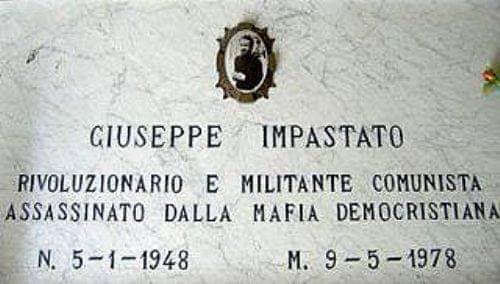 GIUSEPPE IMPASTATO
RIVOLUZIONARIO E MILITANTE COMUNISTA
ASSASSINATO DALLA MAFIA DEMOCRISTIANA
N. 5-1-1948 M. 9-5-1978